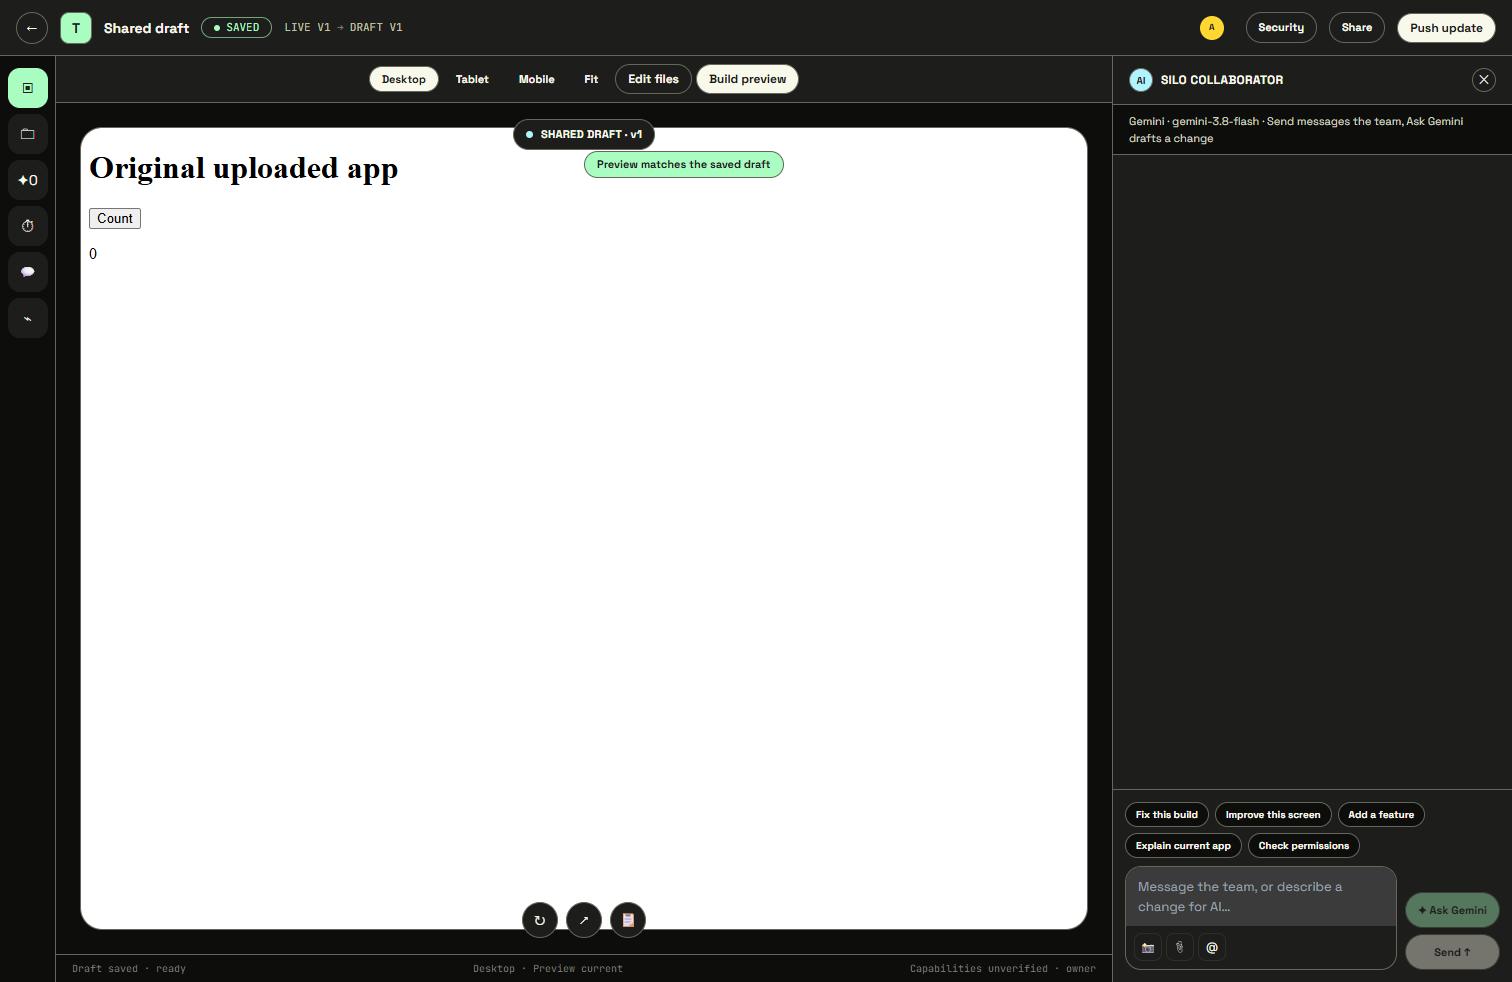 ← T Shared draft SAVED LIVE V1 → DRAFT V1 A Security Share Push update
Desktop Tablet Mobile Fit Edit files Build preview
AI SILO COLLABORATOR
Gemini · gemini-3.8-flash · Send messages the team, Ask Gemini
drafts a change
✦0
SHARED DRAFT · v1
Preview matches the saved draft
Original uploaded app
Count
0
Fix this build Improve this screen Add a feature
Explain current app Check permissions
Message the team, or describe a
change for AI…
@
✦ Ask Gemini
Send ↑
Draft saved · ready Desktop · Preview current Capabilities unverified · owner